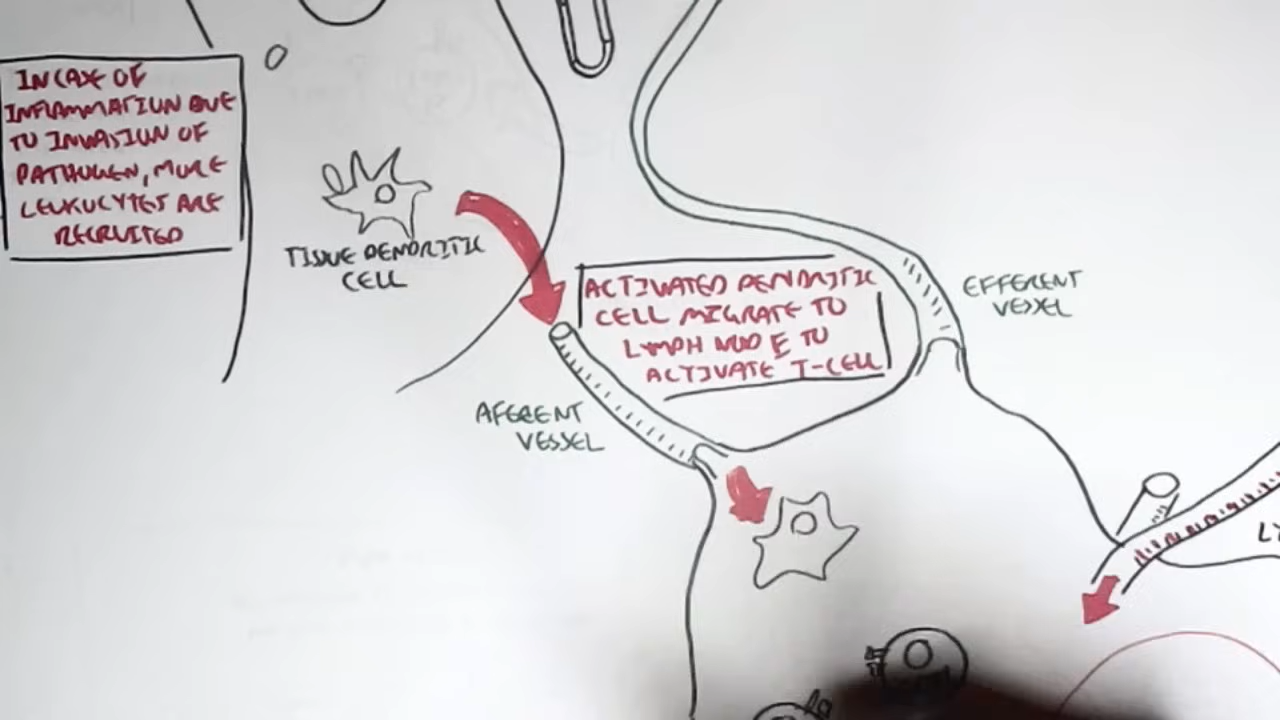 IN CASE OF
INFLAMMATION DUE
TO INVASION OF
PATHOGEN, MORE
LEUKOCYTES ARE
RECRUITED
TISSUE DENDRITIC
CELL
ACTIVATED DENDRITIC
CELL MIGRATE TO
LYMPH NODE TO
ACTIVATE T-CELL
EFFERENT
VESSEL
AFERENT
VESSEL